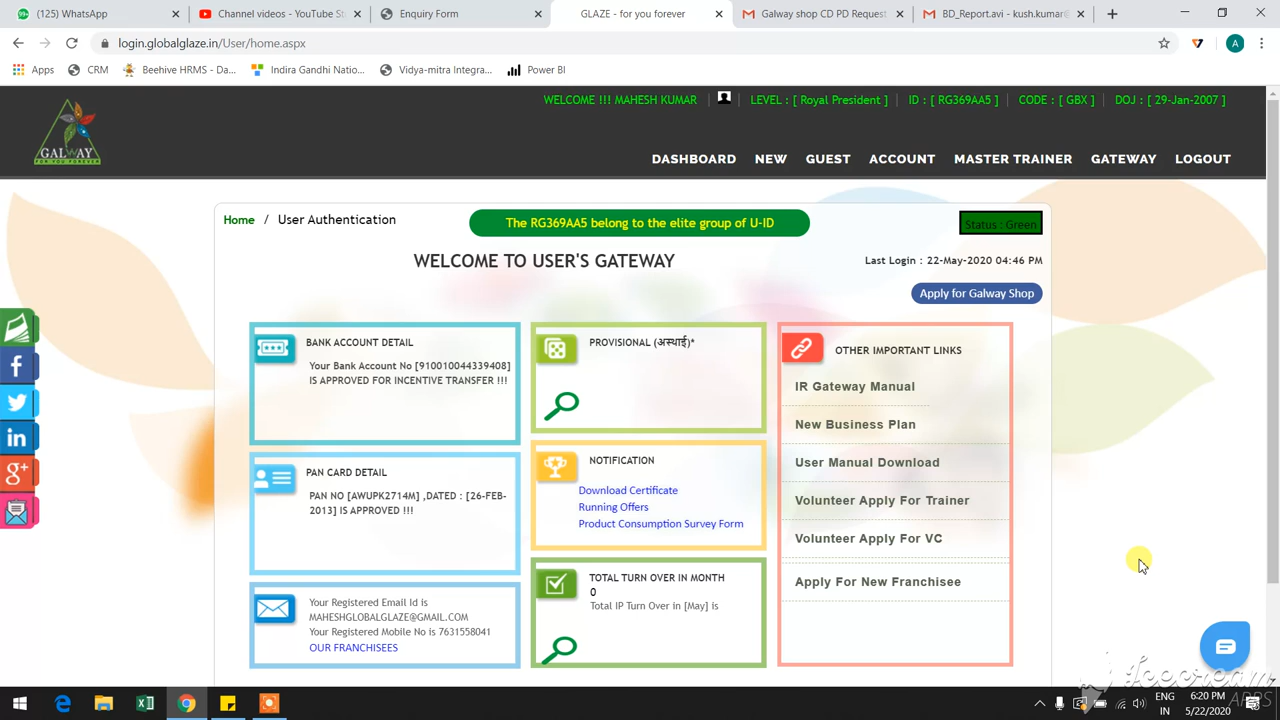 (125) WhatsApp
Channel videos - YouTube St
Enquiry Form
GLAZE - for you forever
Galway shop CD PD Request
BD_Report.avi - kush.kumar@
login.globalglaze.in/User/home.aspx
A
Apps
CRM
Beehive HRMS - Da...
Indira Gandhi Natio...
Vidya-mitra Integra...
Power BI
WELCOME !!! MAHESH KUMAR
LEVEL : [ Royal President ]
ID : [ RG369AA5 ]
CODE : [ GBX ]
DOJ : [ 29-Jan-2007 ]
GALWAY
FOR YOU FOREVER
DASHBOARD
NEW
GUEST
ACCOUNT
MASTER TRAINER
GATEWAY
LOGOUT
Home / User Authentication
The RG369AA5 belong to the elite group of U-ID
Status : Green
WELCOME TO USER'S GATEWAY
Last Login : 22-May-2020 04:46 PM
Apply for Galway Shop
BANK ACCOUNT DETAIL
Your Bank Account No [910010044339408]
IS APPROVED FOR INCENTIVE TRANSFER !!!
PAN CARD DETAIL
PAN NO [AWUPK2714M] ,DATED : [26-FEB-
2013] IS APPROVED !!!
Your Registered Email Id is
MAHESHGLOBALGLAZE@GMAIL.COM
Your Registered Mobile No is 7631558041
OUR FRANCHISEES
PROVISIONAL (अस्थाई)*
NOTIFICATION
Download Certificate
Running Offers
Product Consumption Survey Form
TOTAL TURN OVER IN MONTH
0
Total IP Turn Over in [May] is
OTHER IMPORTANT LINKS
IR Gateway Manual
New Business Plan
User Manual Download
Volunteer Apply For Trainer
Volunteer Apply For VC
Apply For New Franchisee
Icecream
APPS
ENG
IN
6:20 PM
5/22/2020